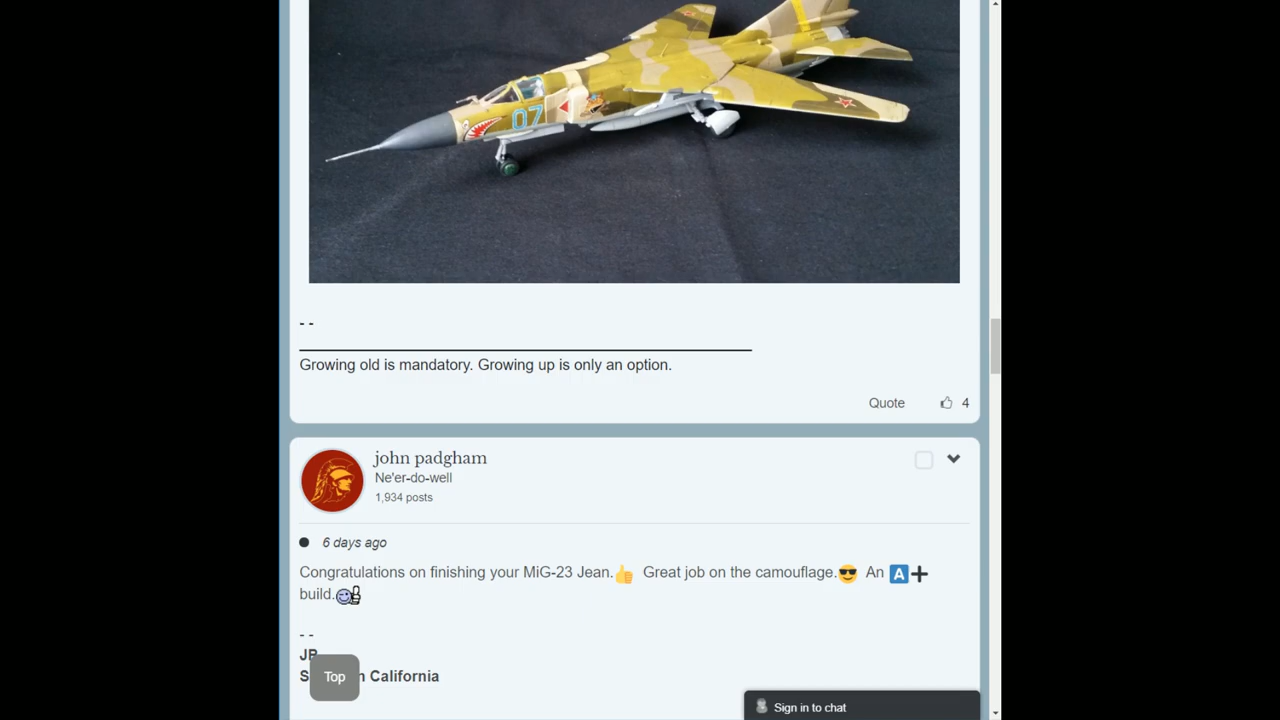 07
- -
Growing old is mandatory. Growing up is only an option.
Quote 4
john padgham
Ne'er-do-well
1,934 posts
6 days ago
Congratulations on finishing your MiG-23 Jean.👍 Great job on the camouflage.😎 An 🅰➕
build.
- -
JP
S n California
Top
Sign in to chat